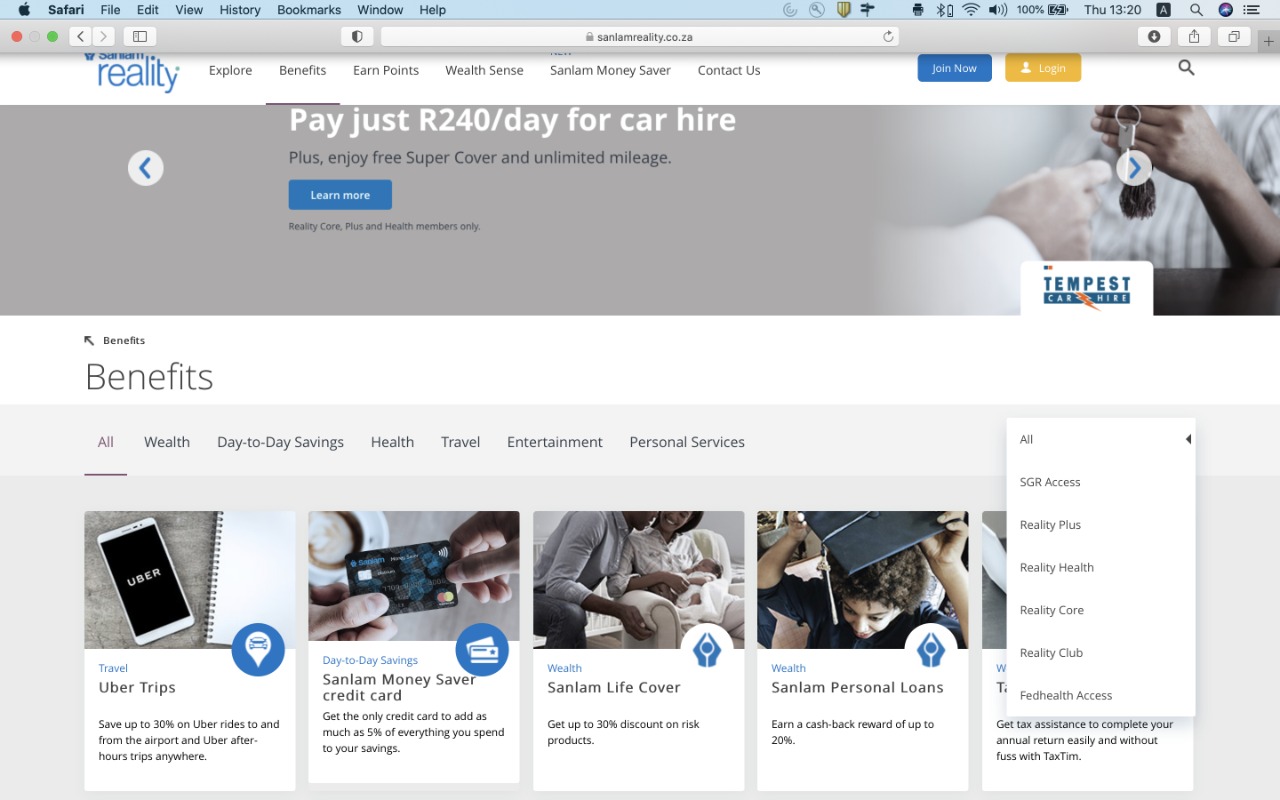 Safari File Edit View History Bookmarks Window Help 100% Thu 13:20 A
sanlamreality.co.za
Sanlam
reality
Explore Benefits Earn Points Wealth Sense Sanlam Money Saver Contact Us Join Now Login
Pay just R240/day for car hire
Plus, enjoy free Super Cover and unlimited mileage.
Learn more
Reality Core, Plus and Health members only.
TEMPEST
CAR HIRE
Benefits
Benefits
All Wealth Day-to-Day Savings Health Travel Entertainment Personal Services
All
SGR Access
Reality Plus
Reality Health
Reality Core
Reality Club
Fedhealth Access
UBER
Travel
Uber Trips
Save up to 30% on Uber rides to and
from the airport and Uber after-
hours trips anywhere.
Sanlam Money Saver
Day-to-Day Savings
Sanlam Money Saver
credit card
Get the only credit card to add as
much as 5% of everything you spend
to your savings.
Wealth
Sanlam Life Cover
Get up to 30% discount on risk
products.
Wealth
Sanlam Personal Loans
Earn a cash-back reward of up to
20%.
Get tax assistance to complete your
annual return easily and without
fuss with TaxTim.